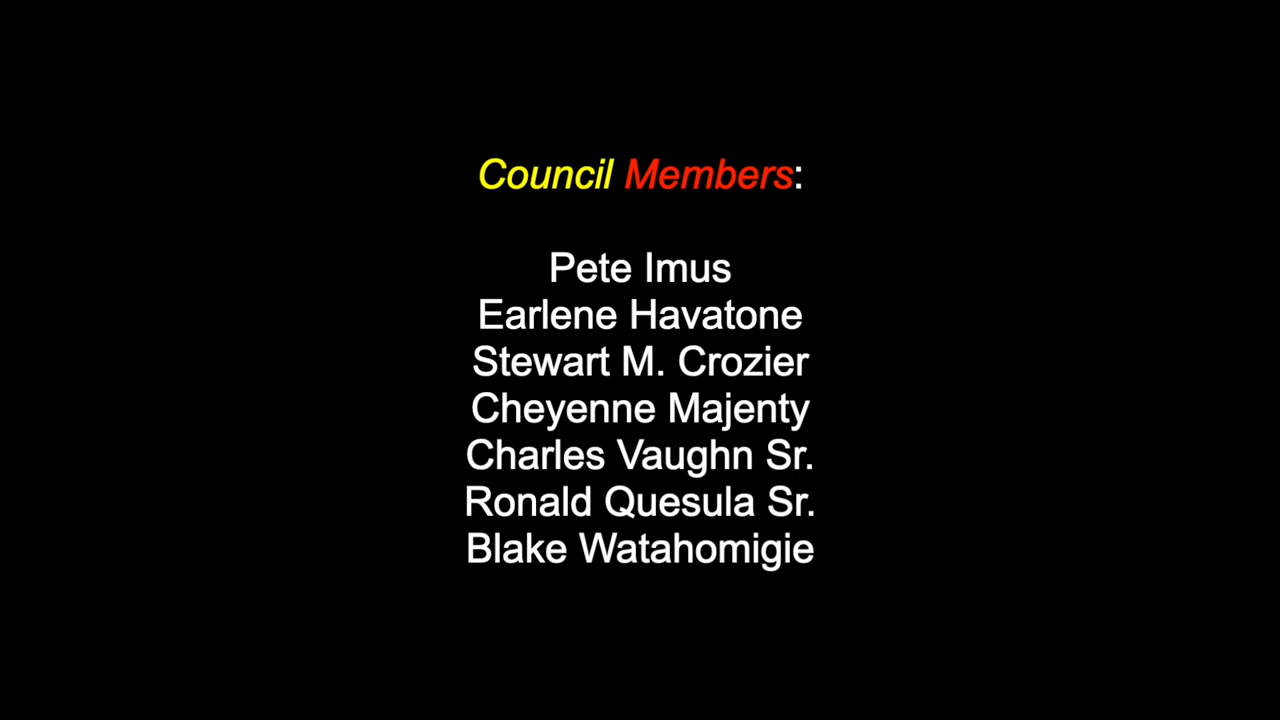 Council Members:
Pete Imus
Earlene Havatone
Stewart M. Crozier
Cheyenne Majenty
Charles Vaughn Sr.
Ronald Quesula Sr.
Blake Watahomigie